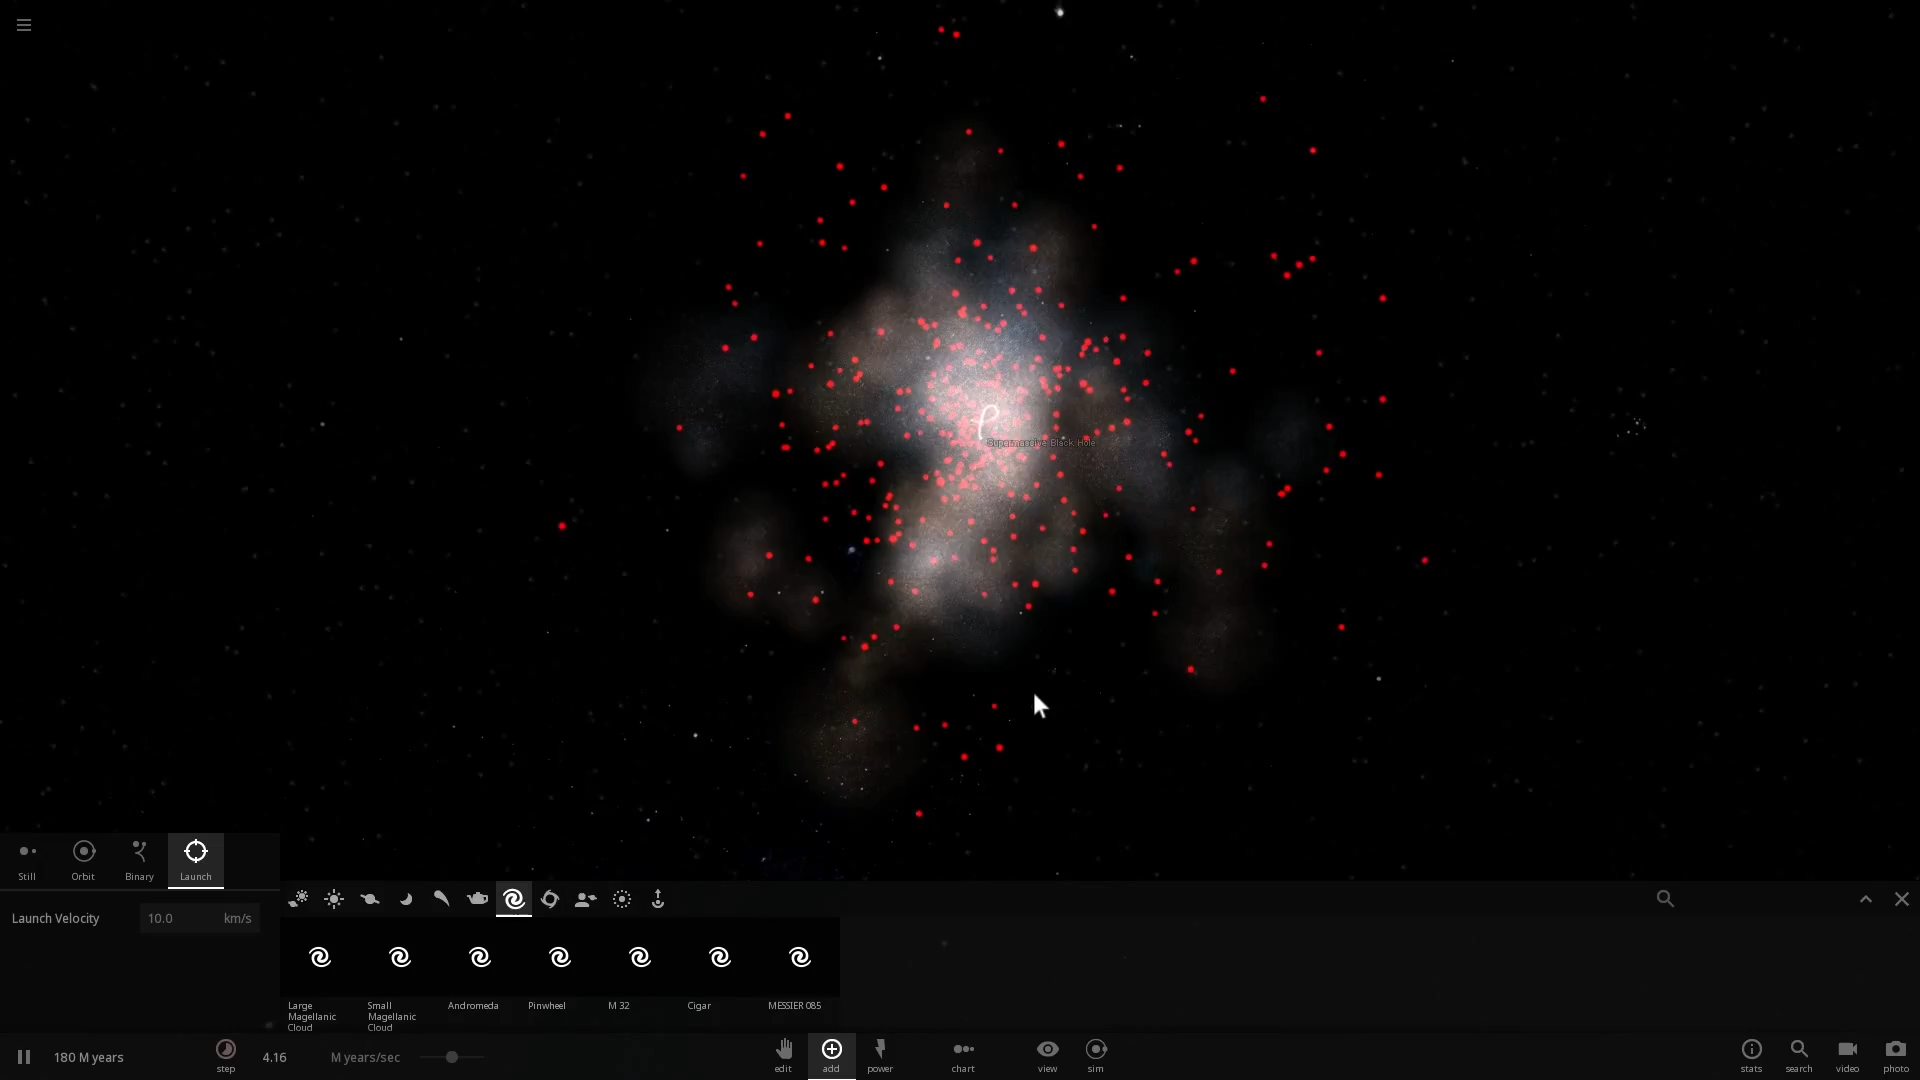 Supermassive Black Hole
Still
Orbit
Binary
Launch
Launch Velocity
10.0
km/s
Large
Magellanic
Cloud
Small
Magellanic
Cloud
Andromeda
Pinwheel
M 32
Cigar
MESSIER 085
180 M years
step
4.16
M years/sec
edit
add
power
chart
view
sim
stats
search
video
photo